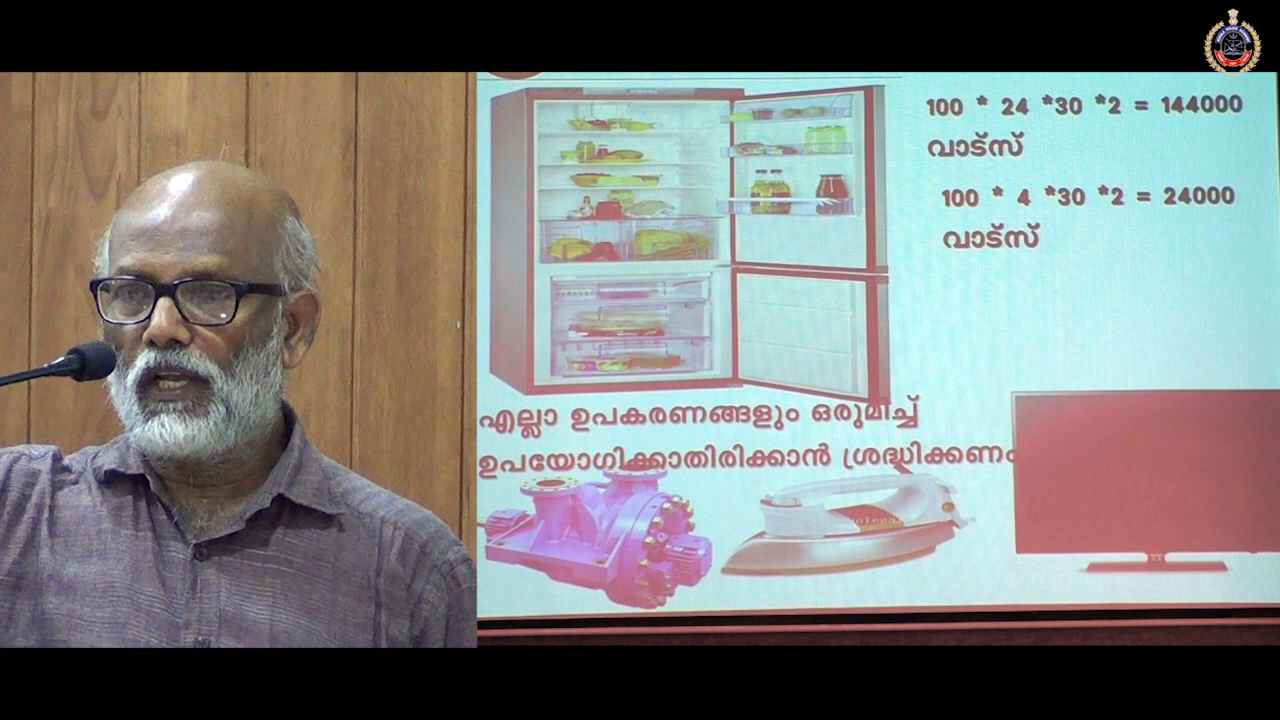 100 * 24 *30 *2 = 144000
വാട്സ്
100 * 4 *30 *2 = 24000
വാട്സ്
എല്ലാ ഉപകരണങ്ങളും ഒരുമിച്ച്
ഉപയോഗിക്കാതിരിക്കാൻ ശ്രദ്ധിക്കണം